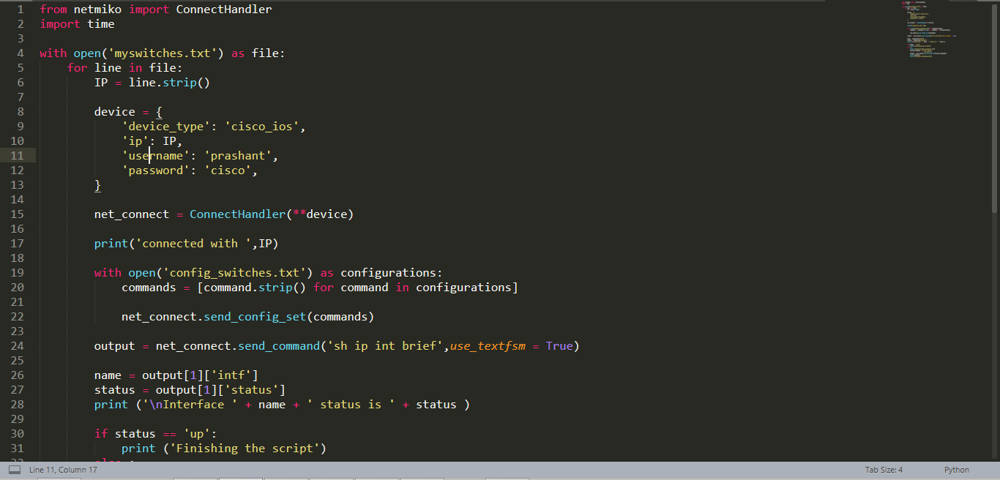 1 from netmiko import ConnectHandler
2 import time
3
4 with open('myswitches.txt') as file:
5     for line in file:
6         IP = line.strip()
7
8         device = {
9             'device_type': 'cisco_ios',
10             'ip': IP,
11             'username': 'prashant',
12             'password': 'cisco',
13         }
14
15         net_connect = ConnectHandler(**device)
16
17         print('connected with ',IP)
18
19         with open('config_switches.txt') as configurations:
20             commands = [command.strip() for command in configurations]
21
22             net_connect.send_config_set(commands)
23
24         output = net_connect.send_command('sh ip int brief',use_textfsm = True)
25
26         name = output[1]['intf']
27         status = output[1]['status']
28         print ('\nInterface ' + name + ' status is ' + status )
29
30         if status == 'up':
31             print ('Finishing the script')
Line 11, Column 17
Tab Size: 4
Python